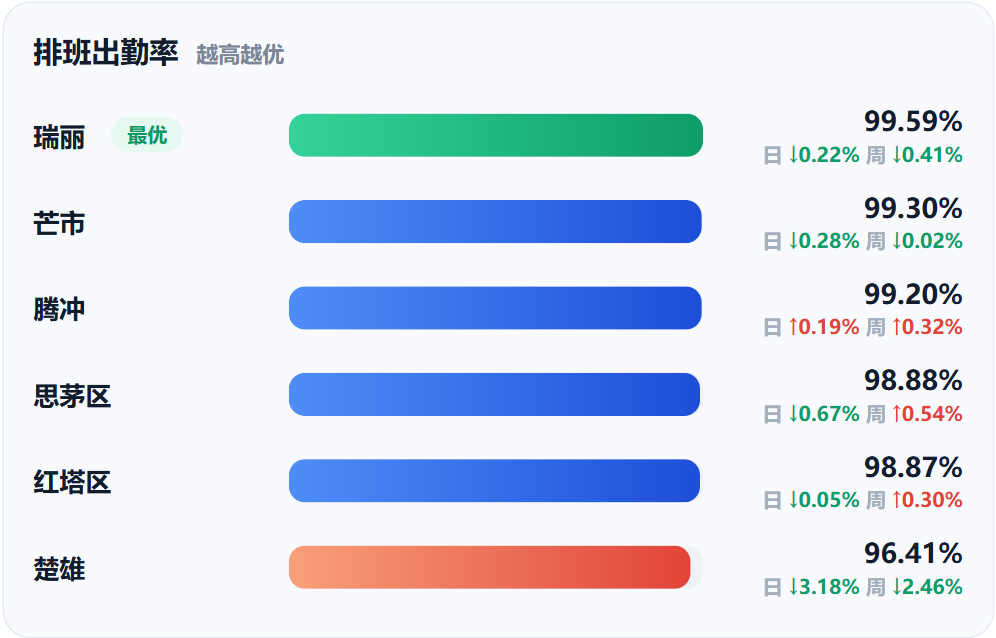 排班出勤率 越高越优
瑞丽 最优 99.59%
日 ↓0.22% 周 ↓0.41%
芒市 99.30%
日 ↓0.28% 周 ↓0.02%
腾冲 99.20%
日 ↑0.19% 周 ↑0.32%
思茅区 98.88%
日 ↓0.67% 周 ↑0.54%
红塔区 98.87%
日 ↓0.05% 周 ↑0.30%
楚雄 96.41%
日 ↓3.18% 周 ↓2.46%